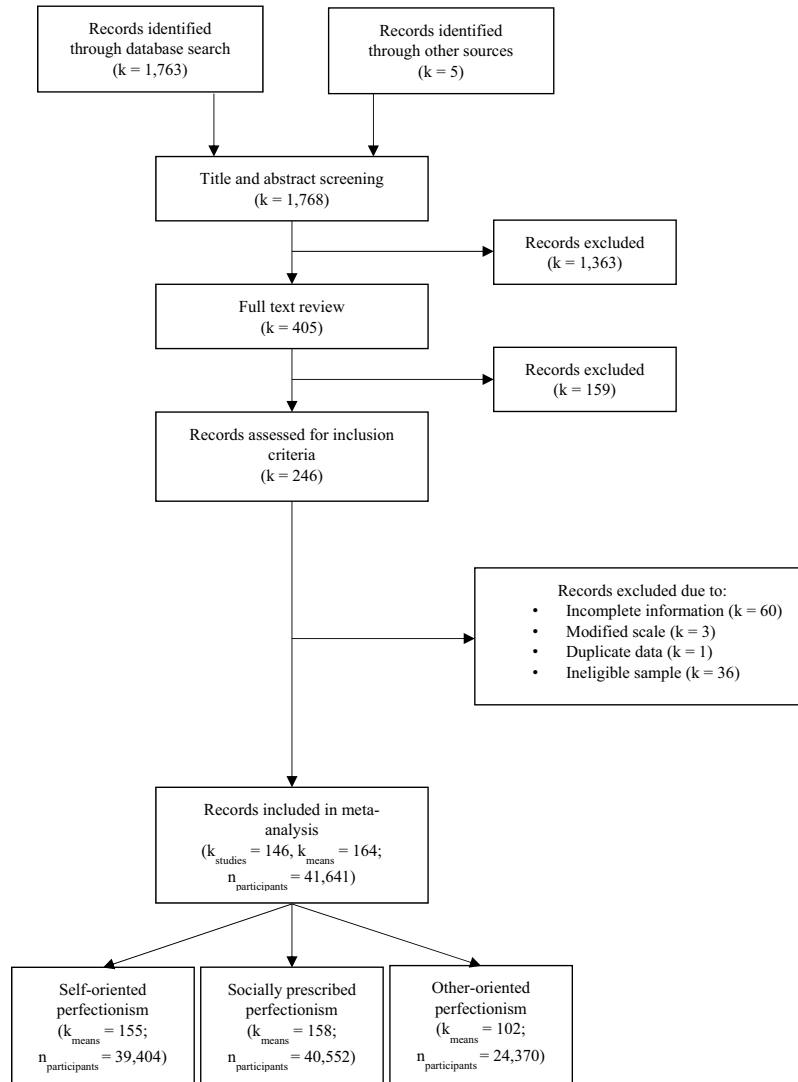 Records identified
through database search
(k = 1,763)
Records identified
through other sources
(k = 5)
Title and abstract screening
(k = 1,768)
Records excluded
(k = 1,363)
Full text review
(k = 405)
Records excluded
(k = 159)
Records assessed for inclusion
criteria
(k = 246)
Records excluded due to:
• Incomplete information (k = 60)
• Modified scale (k = 3)
• Duplicate data (k = 1)
• Ineligible sample (k = 36)
Records included in meta-
analysis
(k studies = 146, k means = 164;
n participants = 41,641)
Self-oriented
perfectionism
(k means = 155;
n participants = 39,404)
Socially prescribed
perfectionism
(k means = 158;
n participants = 40,552)
Other-oriented
perfectionism
(k means = 102;
n participants = 24,370)